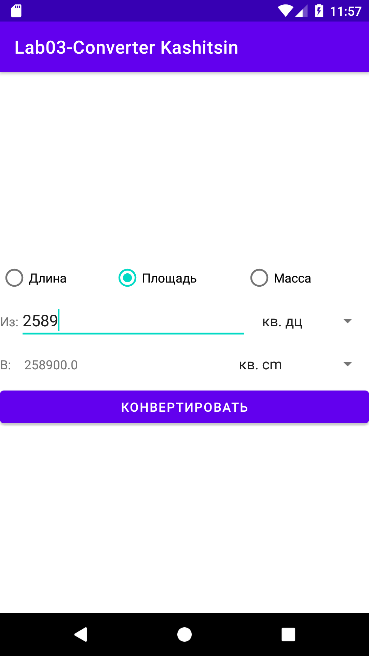 11:57
Lab03-Converter Kashitsin
Длина Площадь Масса
Из: 2589 кв. дц
В: 258900.0 кв. cm
КОНВЕРТИРОВАТЬ